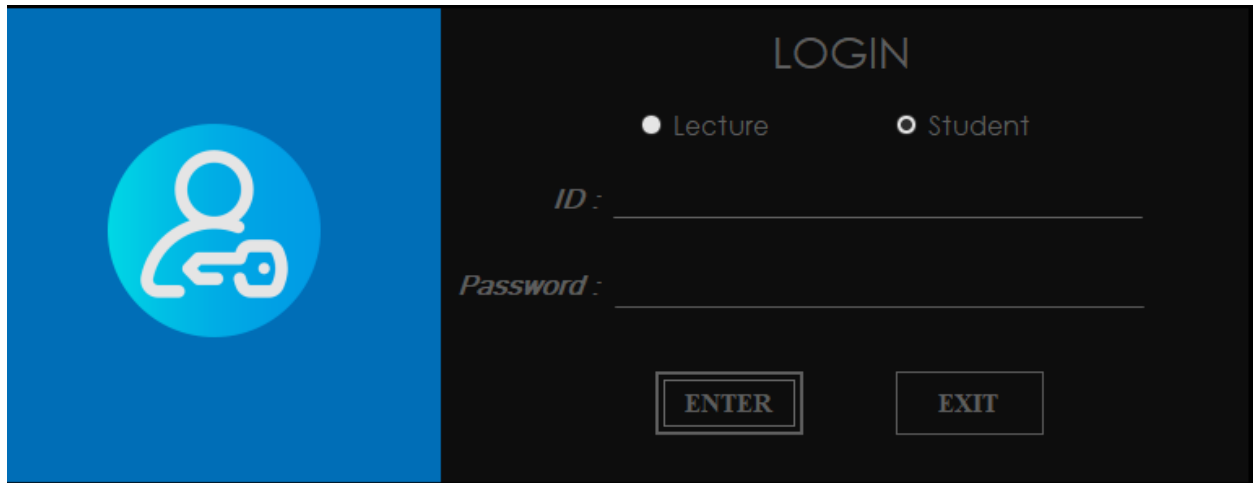 LOGIN
Lecture Student
ID :
Password :
ENTER EXIT